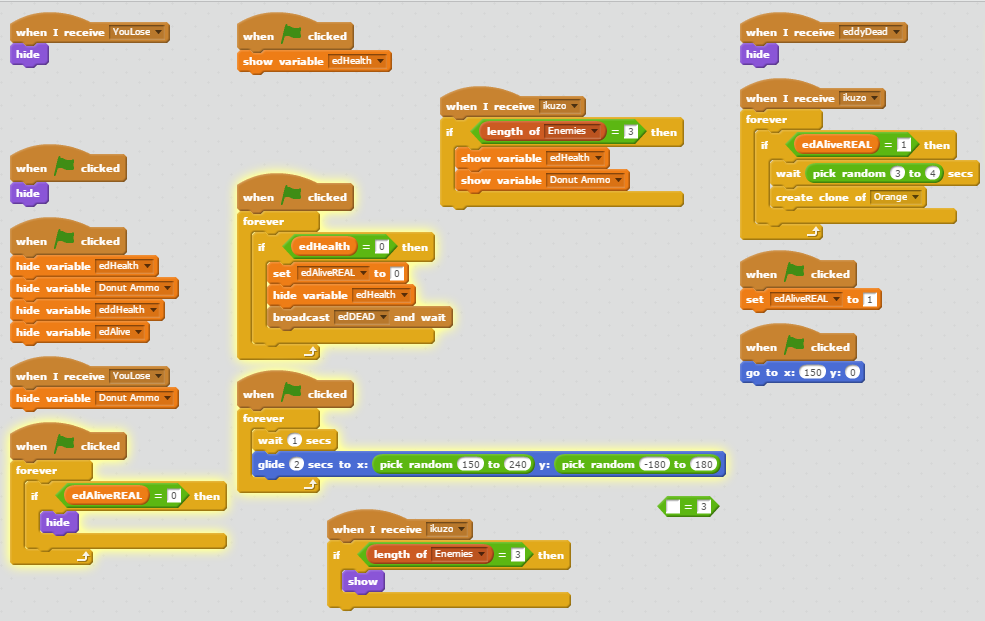 when I receive YouLose
hide
when clicked
hide
when clicked
hide variable edHealth
hide variable Donut Ammo
hide variable eddHealth
hide variable edAlive
when I receive YouLose
hide variable Donut Ammo
when clicked
forever
if edAliveREAL = 0 then
hide
when clicked
show variable edHealth
when clicked
forever
if edHealth = 0 then
set edAliveREAL to 0
hide variable edHealth
broadcast edDEAD and wait
when clicked
forever
wait 1 secs
glide 2 secs to x: pick random 150 to 240 y: pick random -180 to 180
when I receive ikuzo
if length of Enemies = 3 then
show
when I receive ikuzo
if length of Enemies = 3 then
show variable edHealth
show variable Donut Ammo
= 3
when I receive eddyDead
hide
when I receive ikuzo
forever
if edAliveREAL = 1 then
wait pick random 3 to 4 secs
create clone of Orange
when clicked
set edAliveREAL to 1
when clicked
go to x: 150 y: 0